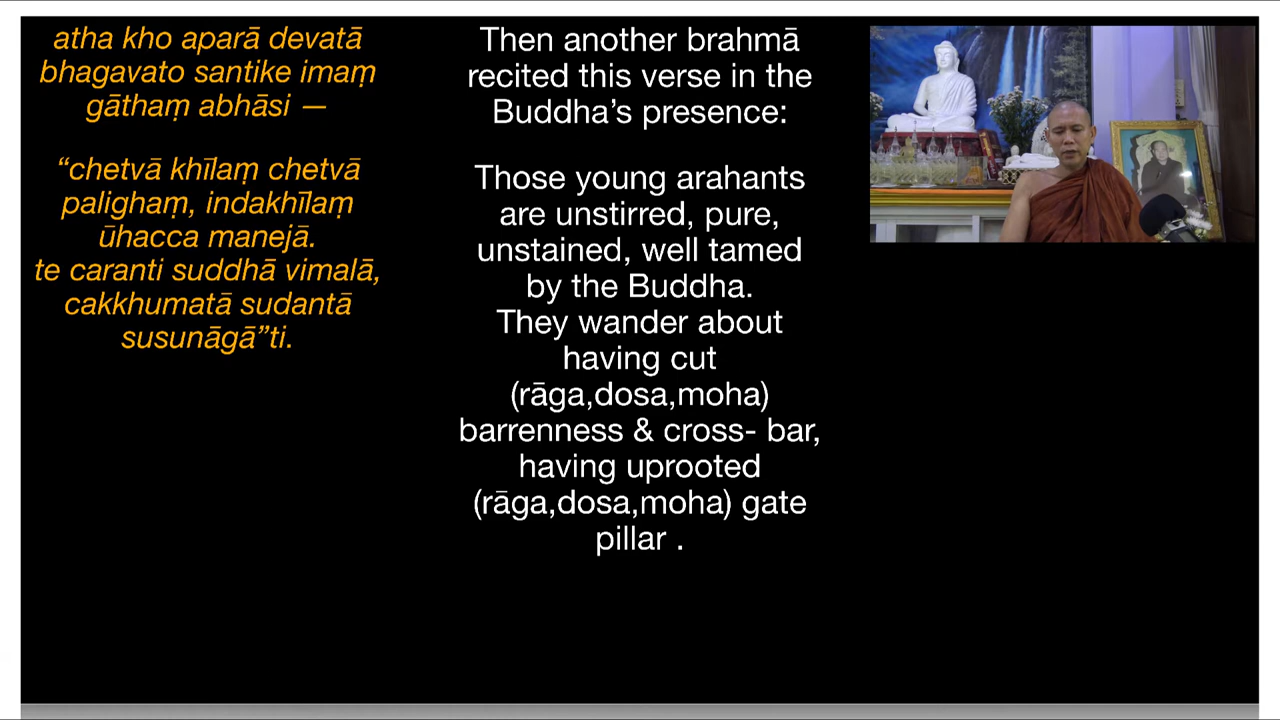 atha kho aparā devatā
bhagavato santike imaṃ
gāthaṃ abhāsi —
“chetvā khīlaṃ chetvā
palighaṃ, indakhīlaṃ
ūhacca manejā.
te caranti suddhā vimalā,
cakkhumatā sudantā
susunāgā”ti.
Then another brahmā
recited this verse in the
Buddha’s presence:
Those young arahants
are unstirred, pure,
unstained, well tamed
by the Buddha.
They wander about
having cut
(rāga,dosa,moha)
barrenness & cross- bar,
having uprooted
(rāga,dosa,moha) gate
pillar .